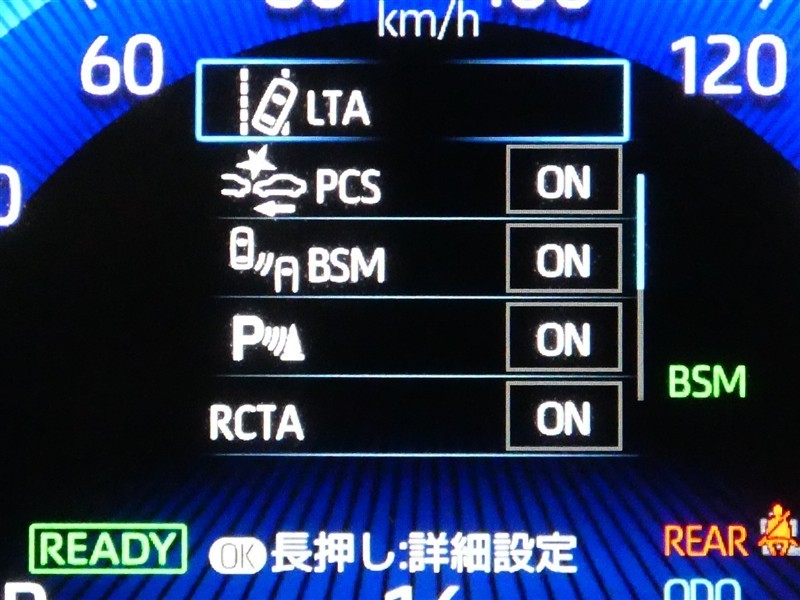 km/h
60
120
LTA
PCS ON
BSM ON
P ON
BSM
RCTA ON
READY OK 長押し:詳細設定 REAR